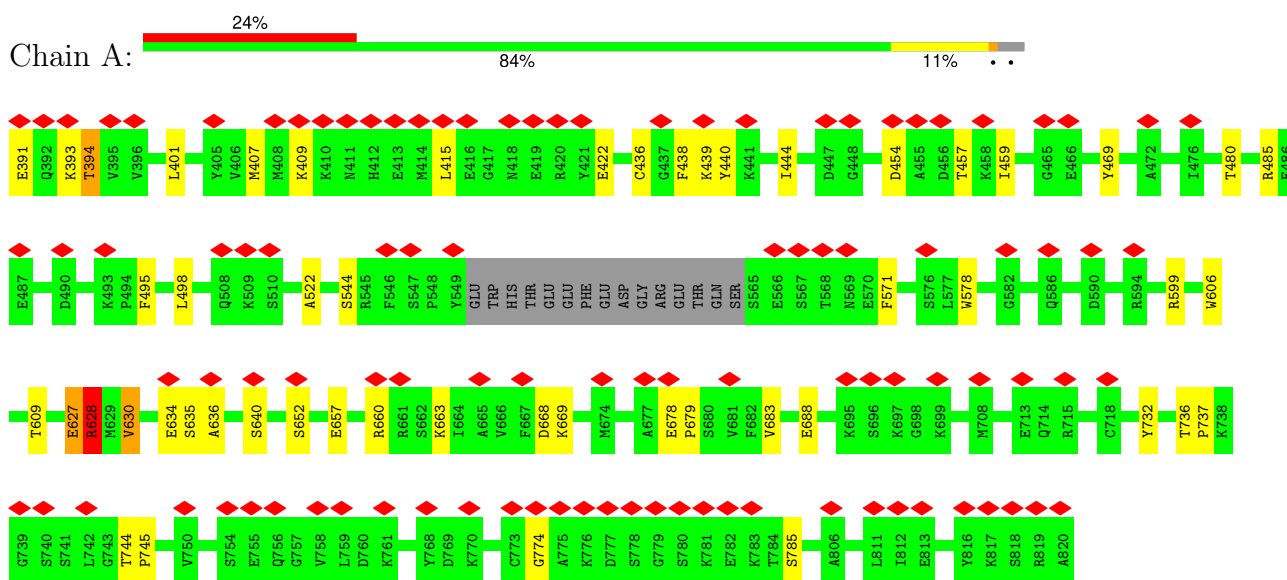 24%
Chain A:
84% 11% • •
E391 Q392 K393 T394 V395 V396 L401 Y405 V406 M407 M408 K409 K410 N411 H412 E413 M414 L415 E416 G417 N418 E419 R420 Y421 E422 C436 G437 F438 K439 Y440 K441 I444 D447 G448 D454 A455 D456 T457 K458 I459 G465 E466 Y469 A472 I476 T480 R485 E486
E487 D490 K493 P494 F495 L498 Q508 K509 S510 A522 S544 R545 F546 S547 P548 Y549 GLU TRP HIS THR GLU GLU PHE GLU ASP GLY ARG GLU THR GLN SER S565 E566 S567 T568 N569 E570 F571 S576 L577 W578 G582 Q586 D590 R594 R599 W606
T609 E627 R628 M629 V630 E634 S635 A636 S640 S652 E657 R660 R661 S662 K663 I664 A665 V666 F667 D668 K669 M674 A677 E678 P679 S680 V681 F682 V683 E688 K695 S696 K697 G698 K699 M708 E713 Q714 R715 C718 Y732 T736 P737 K738
G739 S740 S741 L742 G743 T744 P745 V750 S754 E755 Q756 G757 V758 L759 D760 K761 Y768 D769 K770 C773 G774 A775 K776 D777 S778 G779 S780 K781 E782 K783 T784 S785 A806 L811 I812 E813 Y816 K817 S818 R819 A820